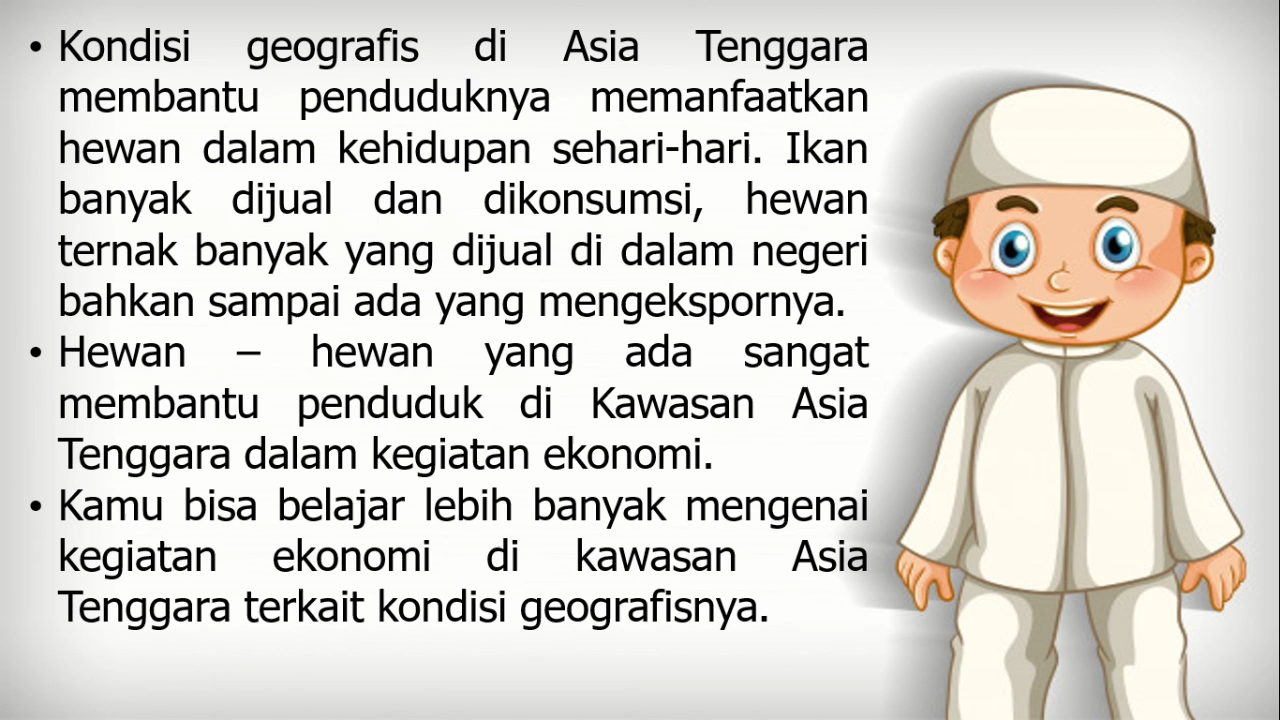 • Kondisi geografis di Asia Tenggara
membantu penduduknya memanfaatkan
hewan dalam kehidupan sehari-hari. Ikan
banyak dijual dan dikonsumsi, hewan
ternak banyak yang dijual di dalam negeri
bahkan sampai ada yang mengekspornya.
• Hewan – hewan yang ada sangat
membantu penduduk di Kawasan Asia
Tenggara dalam kegiatan ekonomi.
• Kamu bisa belajar lebih banyak mengenai
kegiatan ekonomi di kawasan Asia
Tenggara terkait kondisi geografisnya.